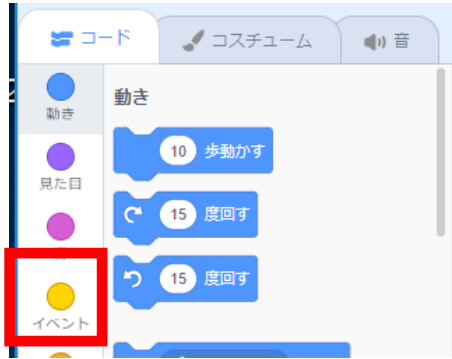 コード
コスチューム
音
動き
見た目
イベント
動き
10 歩動かす
15 度回す
15 度回す